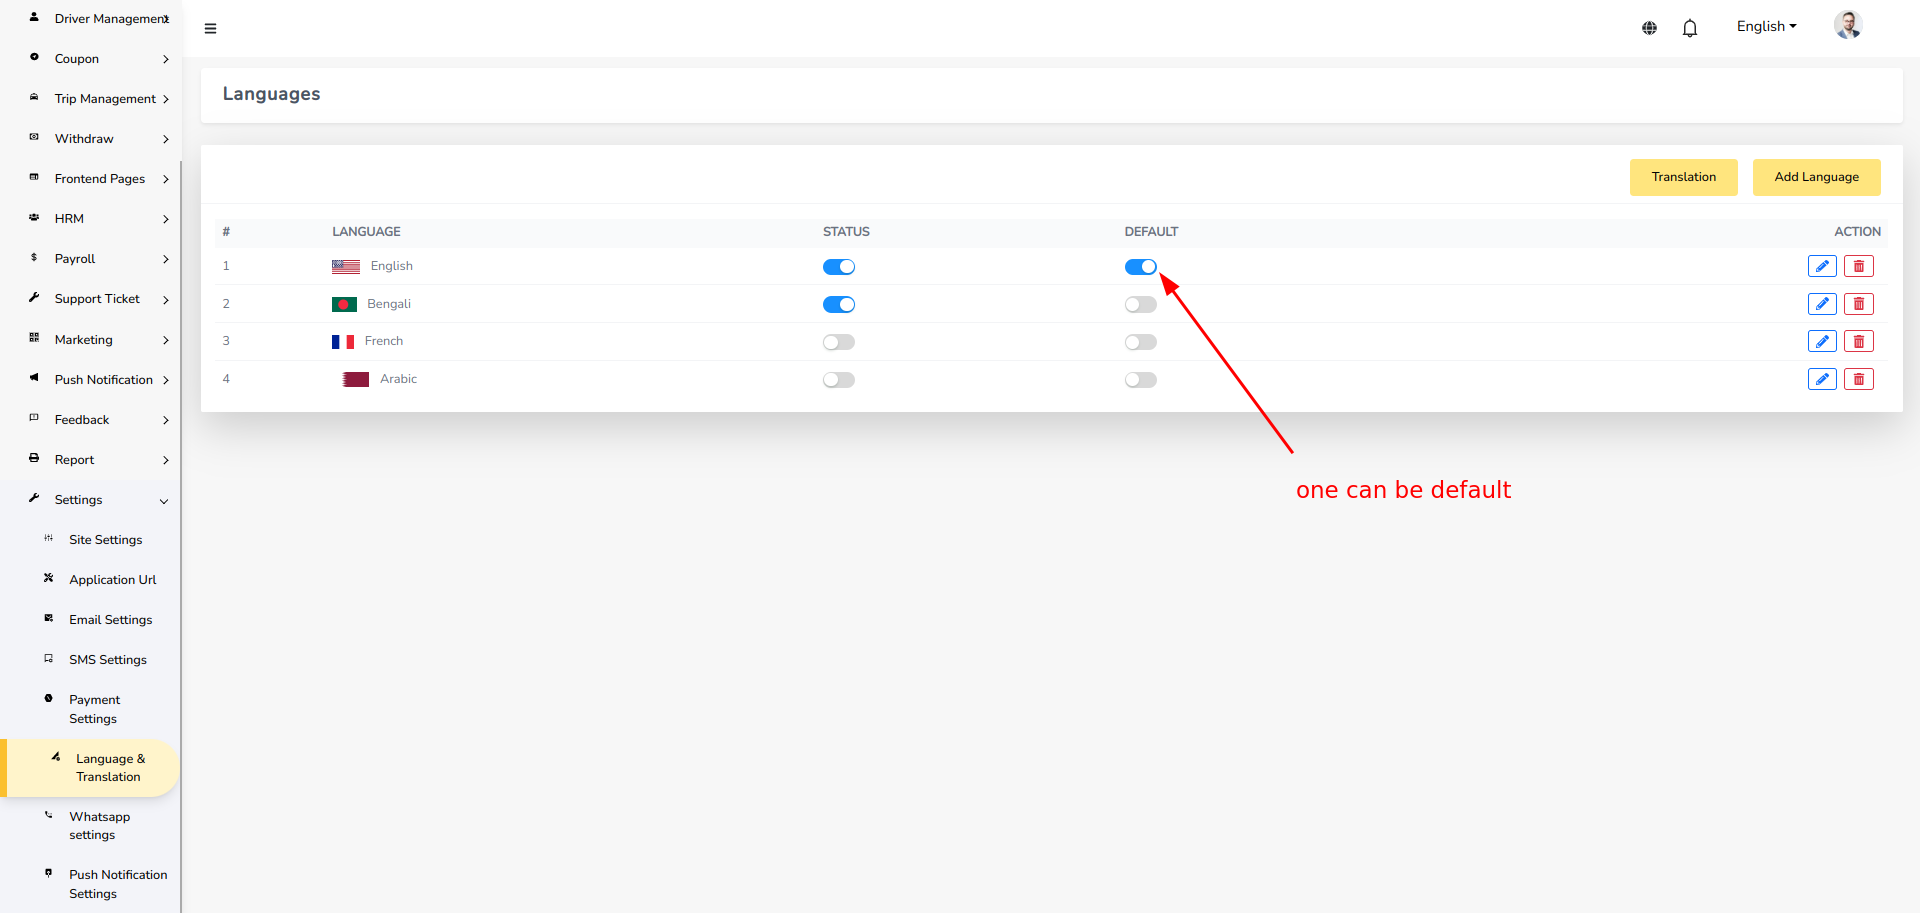 Driver Management
Coupon
Trip Management
Withdraw
Frontend Pages
HRM
Payroll
Support Ticket
Marketing
Push Notification
Feedback
Report
Settings
Site Settings
Application Url
Email Settings
SMS Settings
Payment
Settings
Language &
Translation
Whatsapp
settings
Push Notification
Settings
English
Languages
Translation Add Language
# LANGUAGE STATUS DEFAULT ACTION
1 English
2 Bengali
3 French
4 Arabic
one can be default